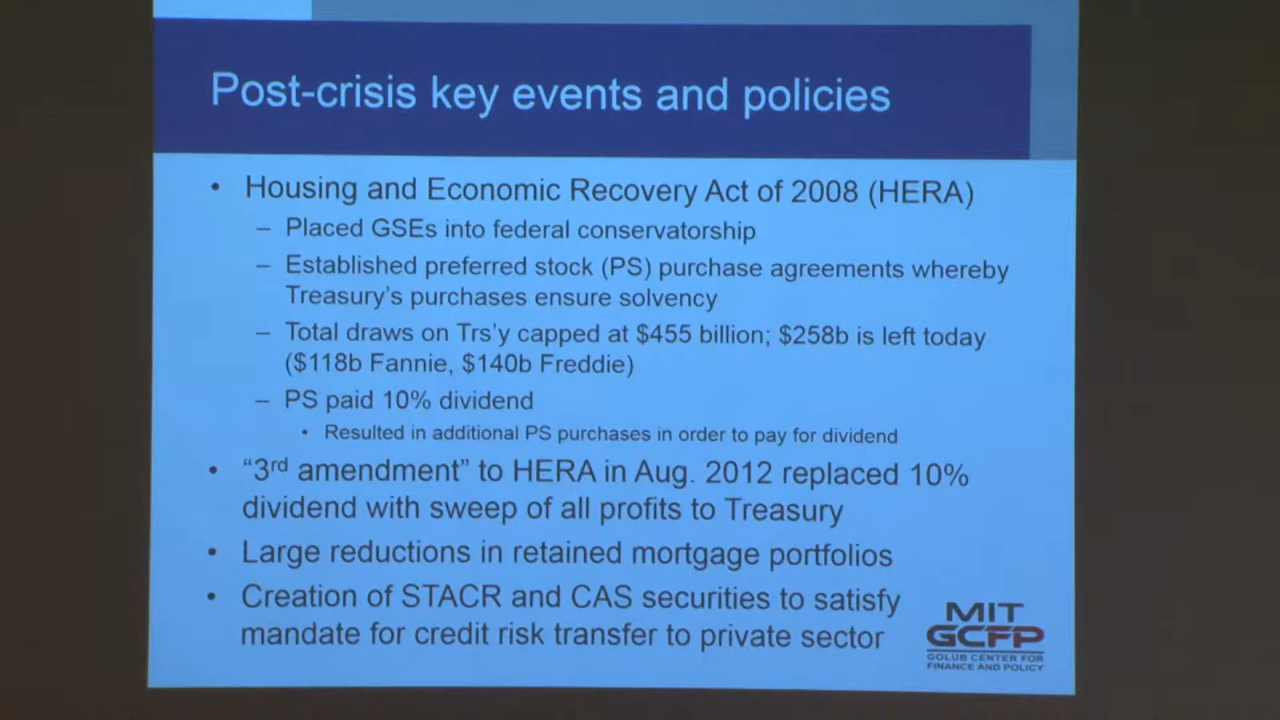 Post-crisis key events and policies
• Housing and Economic Recovery Act of 2008 (HERA)
– Placed GSEs into federal conservatorship
– Established preferred stock (PS) purchase agreements whereby
Treasury's purchases ensure solvency
– Total draws on Trs'y capped at $455 billion; $258b is left today
($118b Fannie, $140b Freddie)
– PS paid 10% dividend
• Resulted in additional PS purchases in order to pay for dividend
• "3rd amendment" to HERA in Aug. 2012 replaced 10%
dividend with sweep of all profits to Treasury
• Large reductions in retained mortgage portfolios
• Creation of STACR and CAS securities to satisfy
mandate for credit risk transfer to private sector
MIT
GCFP
GOLUB CENTER FOR
FINANCE AND POLICY